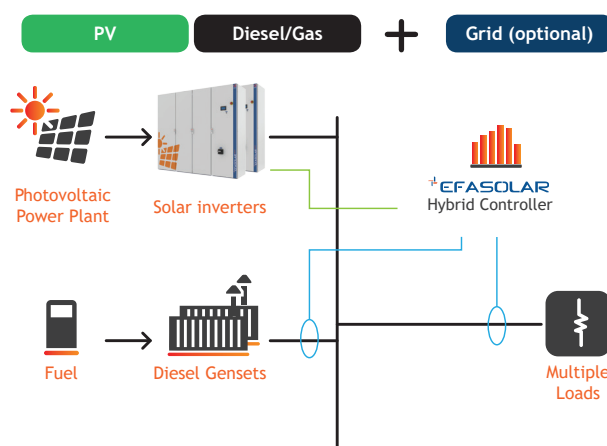 PV
Diesel/Gas
+
Grid (optional)
Photovoltaic
Power Plant
Solar inverters
EFASOLAR
Hybrid Controller
Fuel
Diesel Gensets
Multiple
Loads